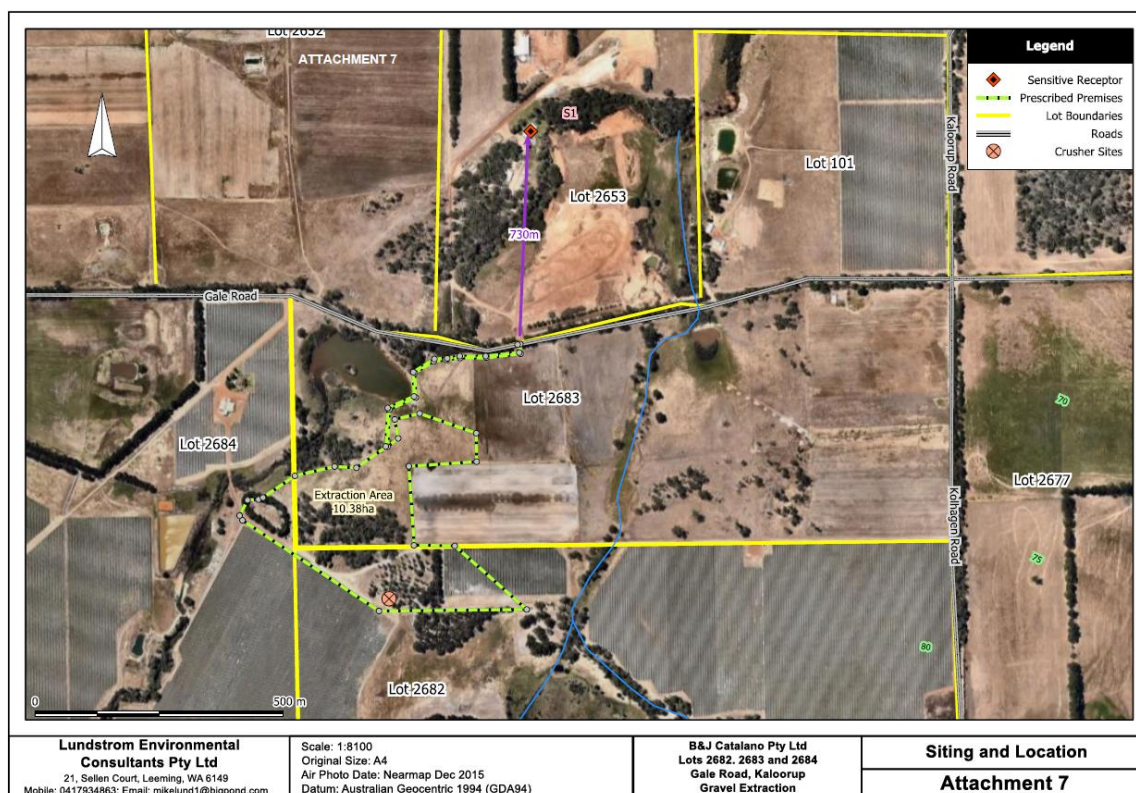 Lot 2652
ATTACHMENT 7
Legend
Sensitive Receptor
Prescribed Premises
Lot Boundaries
Roads
Crusher Sites
S1
Kaloorup Road
Lot 101
Lot 2653
730m
Gale Road
Lot 2683
70
Lot 2684
Lot 2677
Extraction Area
10.38ha
Kolhagen Road
75
80
Lot 2682
0
500 m
Lundstrom Environmental
Consultants Pty Ltd
21, Sellen Court, Leeming, WA 6149
Mobile: 0417934863; Email: mikelund1@bigpond.com
Scale: 1:8100
Original Size: A4
Air Photo Date: Nearmap Dec 2015
Datum: Australian Geocentric 1994 (GDA94)
B&J Catalano Pty Ltd
Lots 2682. 2683 and 2684
Gale Road, Kaloorup
Gravel Extraction
Siting and Location
Attachment 7